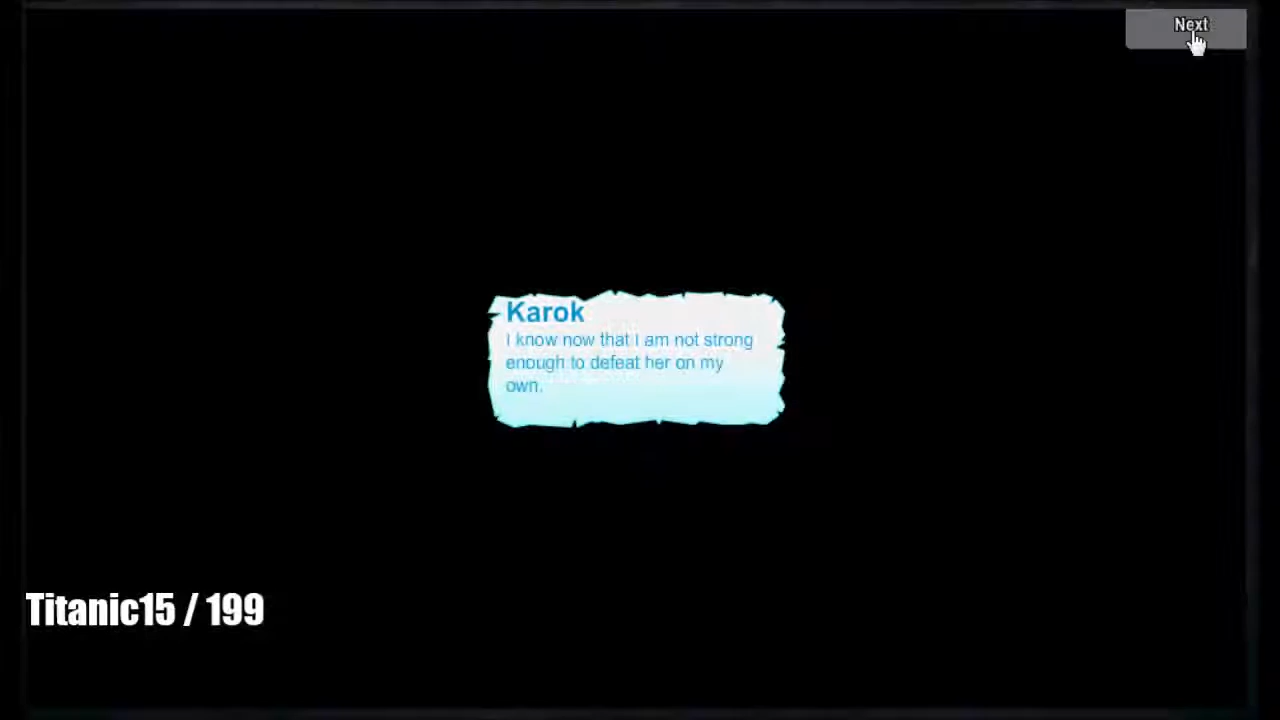 Next
Karok
I know now that I am not strong
enough to defeat her on my
own.
Titanic15 / 199